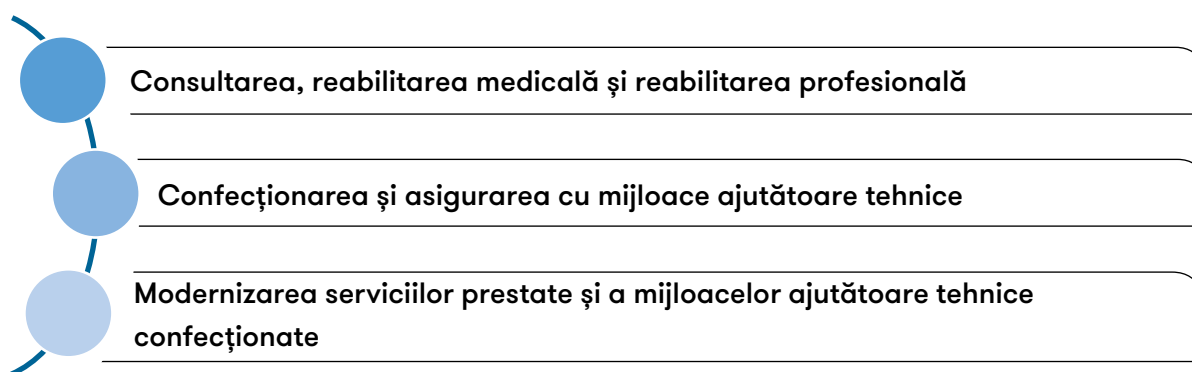 Consultarea, reabilitarea medicală și reabilitarea profesională
Confecționarea și asigurarea cu mijloace ajutătoare tehnice
Modernizarea serviciilor prestate și a mijloacelor ajutătoare tehnice
confecționate